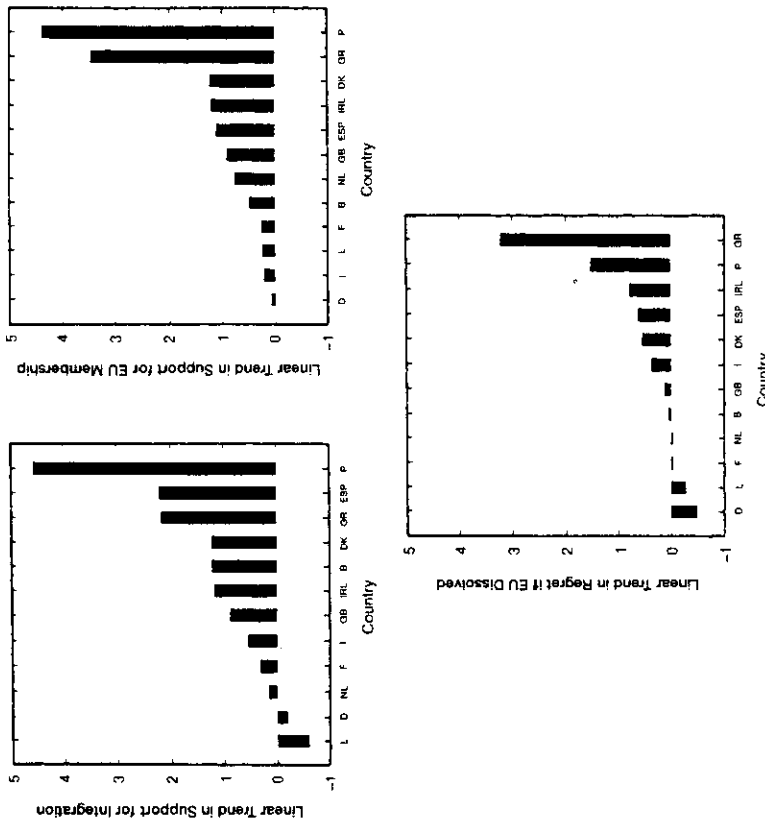 Linear Trend in Support for Integration
5
4
3
2
1
0
-1
L D NL F I GB IRL B DK GR ESP P
Country
Linear Trend in Support for EU Membership
5
4
3
2
1
0
-1
D I L F B NL GB ESP IRL DK GR P
Country
Linear Trend in Regret if EU Dissolved
5
4
3
2
1
0
-1
D L F NL B GB I DK ESP IRL P GR
Country